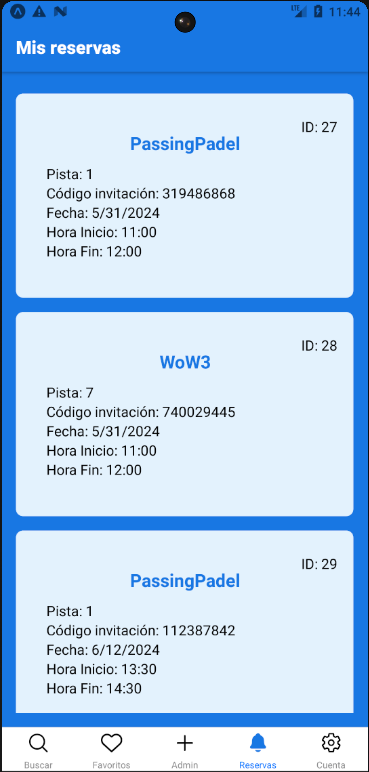 11:44
Mis reservas
ID: 27
PassingPadel
Pista: 1
Código invitación: 319486868
Fecha: 5/31/2024
Hora Inicio: 11:00
Hora Fin: 12:00
ID: 28
WoW3
Pista: 7
Código invitación: 740029445
Fecha: 5/31/2024
Hora Inicio: 11:00
Hora Fin: 12:00
ID: 29
PassingPadel
Pista: 1
Código invitación: 112387842
Fecha: 6/12/2024
Hora Inicio: 13:30
Hora Fin: 14:30
Buscar
Favoritos
Admin
Reservas
Cuenta